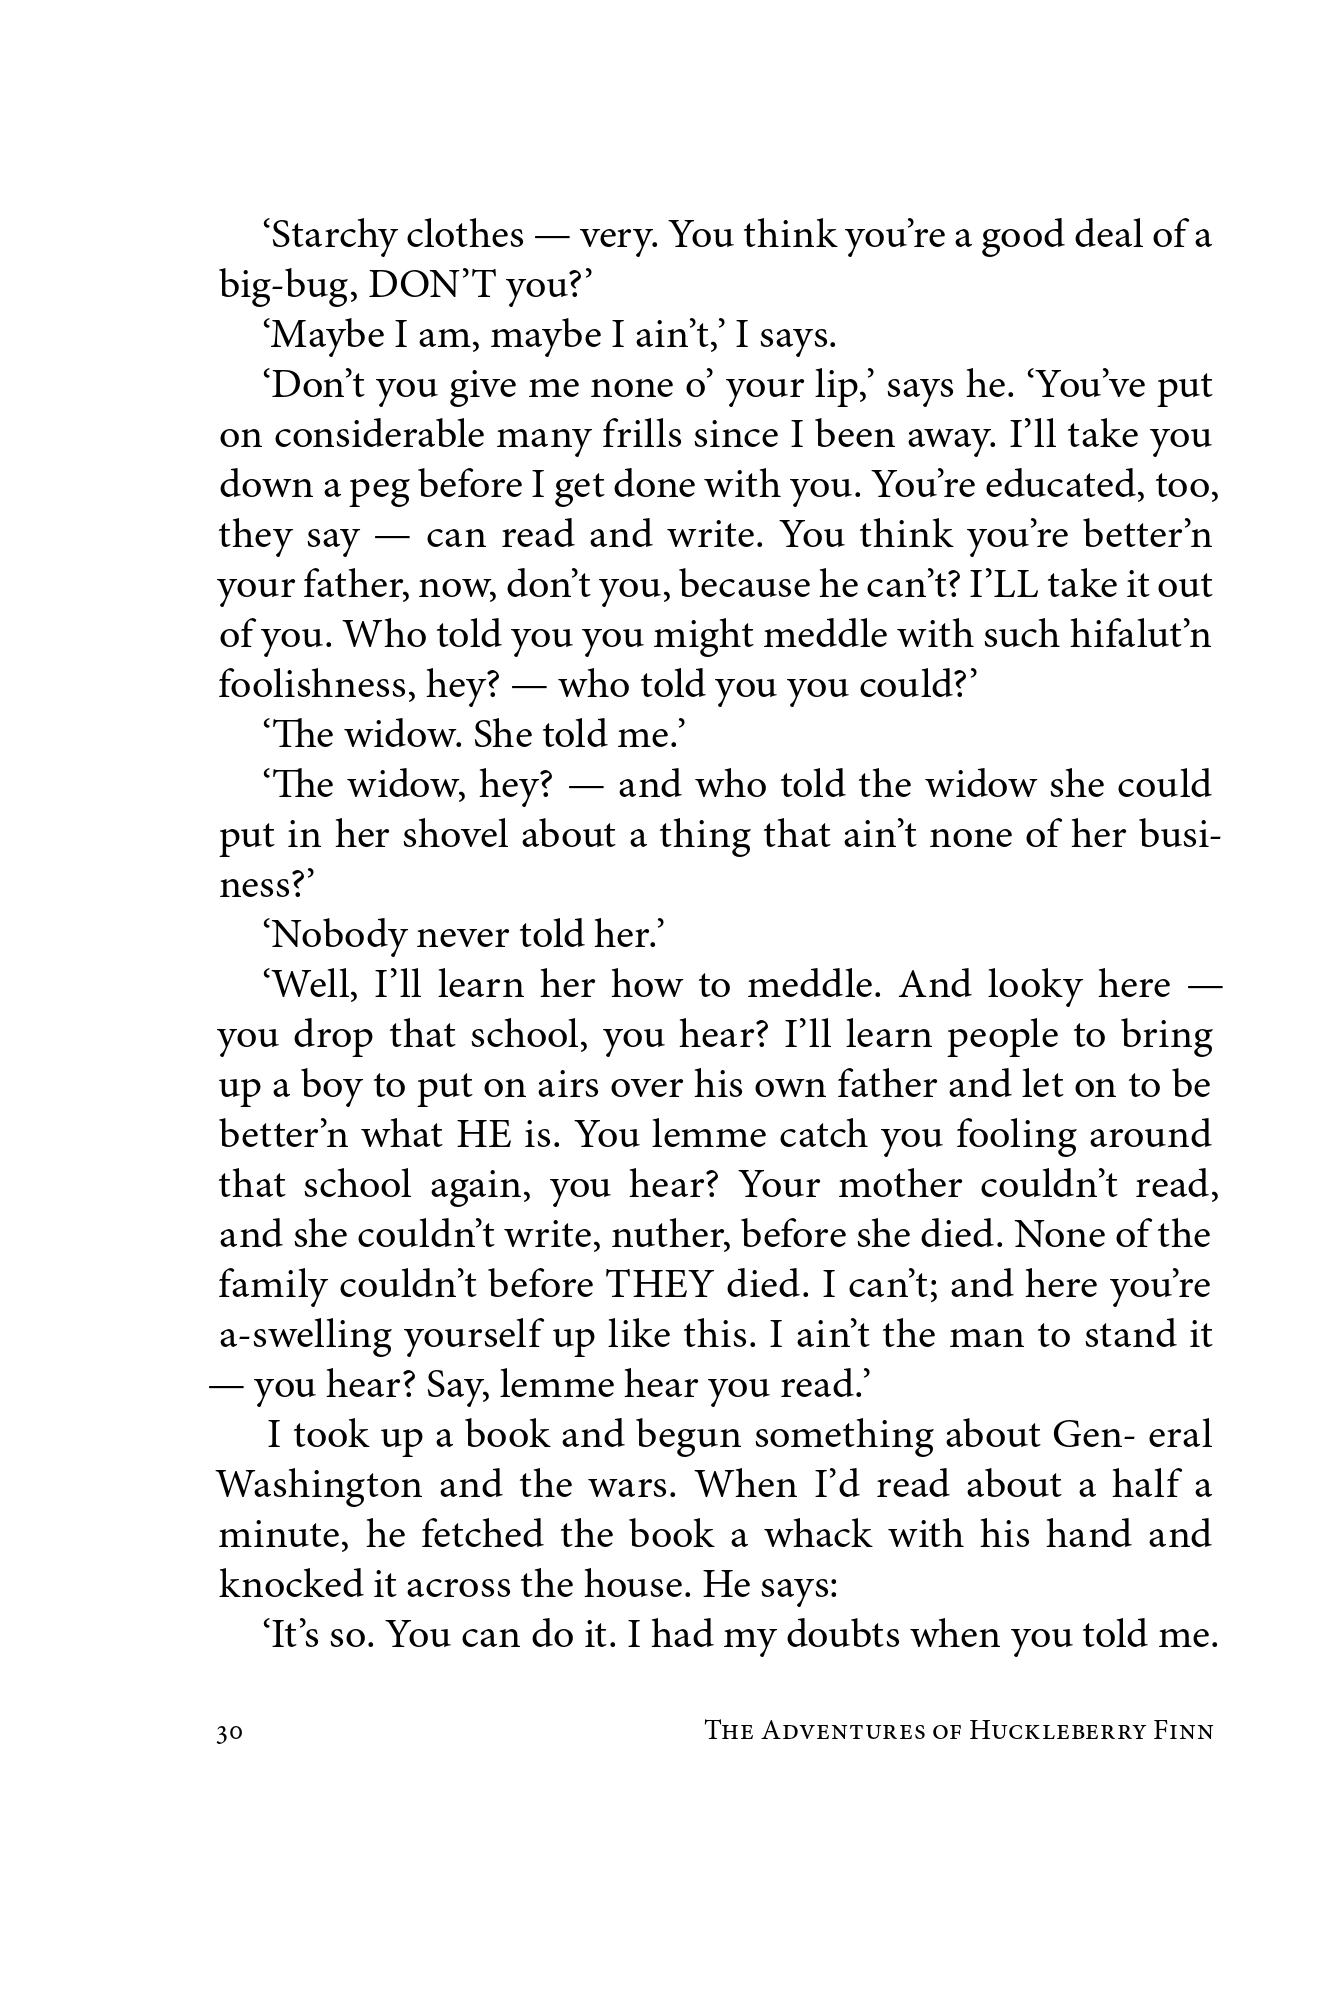 ‘Starchy clothes — very. You think you’re a good deal of a
big-bug, DON’T you?’
‘Maybe I am, maybe I ain’t,’ I says.
‘Don’t you give me none o’ your lip,’ says he. ‘You’ve put
on considerable many frills since I been away. I’ll take you
down a peg before I get done with you. You’re educated, too,
they say — can read and write. You think you’re better’n
your father, now, don’t you, because he can’t? I’LL take it out
of you. Who told you you might meddle with such hifalut’n
foolishness, hey? — who told you you could?’
‘The widow. She told me.’
‘The widow, hey? — and who told the widow she could
put in her shovel about a thing that ain’t none of her busi-
ness?’
‘Nobody never told her.’
‘Well, I’ll learn her how to meddle. And looky here —
you drop that school, you hear? I’ll learn people to bring
up a boy to put on airs over his own father and let on to be
better’n what HE is. You lemme catch you fooling around
that school again, you hear? Your mother couldn’t read,
and she couldn’t write, nuther, before she died. None of the
family couldn’t before THEY died. I can’t; and here you’re
a-swelling yourself up like this. I ain’t the man to stand it
— you hear? Say, lemme hear you read.’
I took up a book and begun something about Gen- eral
Washington and the wars. When I’d read about a half a
minute, he fetched the book a whack with his hand and
knocked it across the house. He says:
‘It’s so. You can do it. I had my doubts when you told me.
30 The Adventures of Huckleberry Finn